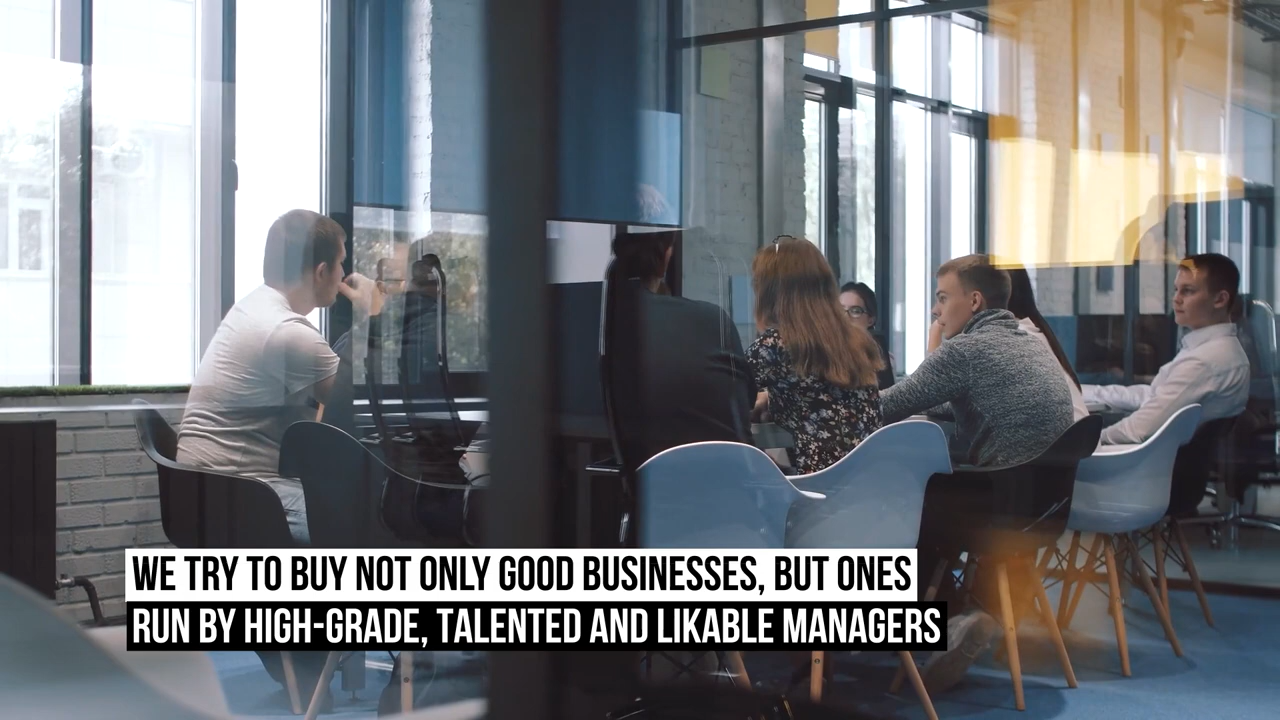 WE TRY TO BUY NOT ONLY GOOD BUSINESSES, BUT ONES
RUN BY HIGH-GRADE, TALENTED AND LIKABLE MANAGERS